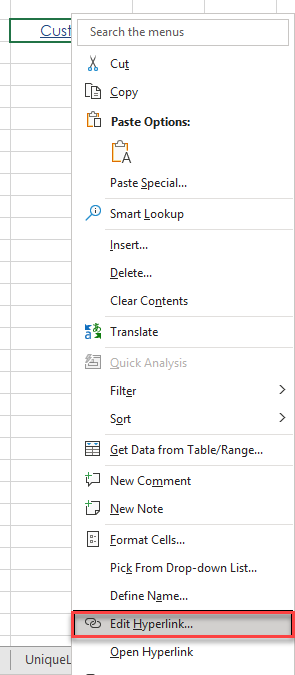 Cust
Search the menus
Cut
Copy
Paste Options:
Paste Special...
Smart Lookup
Insert...
Delete...
Clear Contents
Translate
Quick Analysis
Filter
Sort
Get Data from Table/Range...
New Comment
New Note
Format Cells...
Pick From Drop-down List...
Define Name...
Edit Hyperlink...
Open Hyperlink
UniqueL